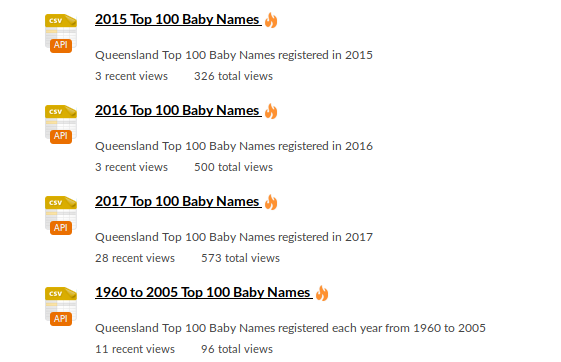 CSV
API
2015 Top 100 Baby Names
Queensland Top 100 Baby Names registered in 2015
3 recent views 326 total views
CSV
API
2016 Top 100 Baby Names
Queensland Top 100 Baby Names registered in 2016
3 recent views 500 total views
CSV
API
2017 Top 100 Baby Names
Queensland Top 100 Baby Names registered in 2017
28 recent views 573 total views
CSV
API
1960 to 2005 Top 100 Baby Names
Queensland Top 100 Baby Names registered each year from 1960 to 2005
11 recent views 96 total views